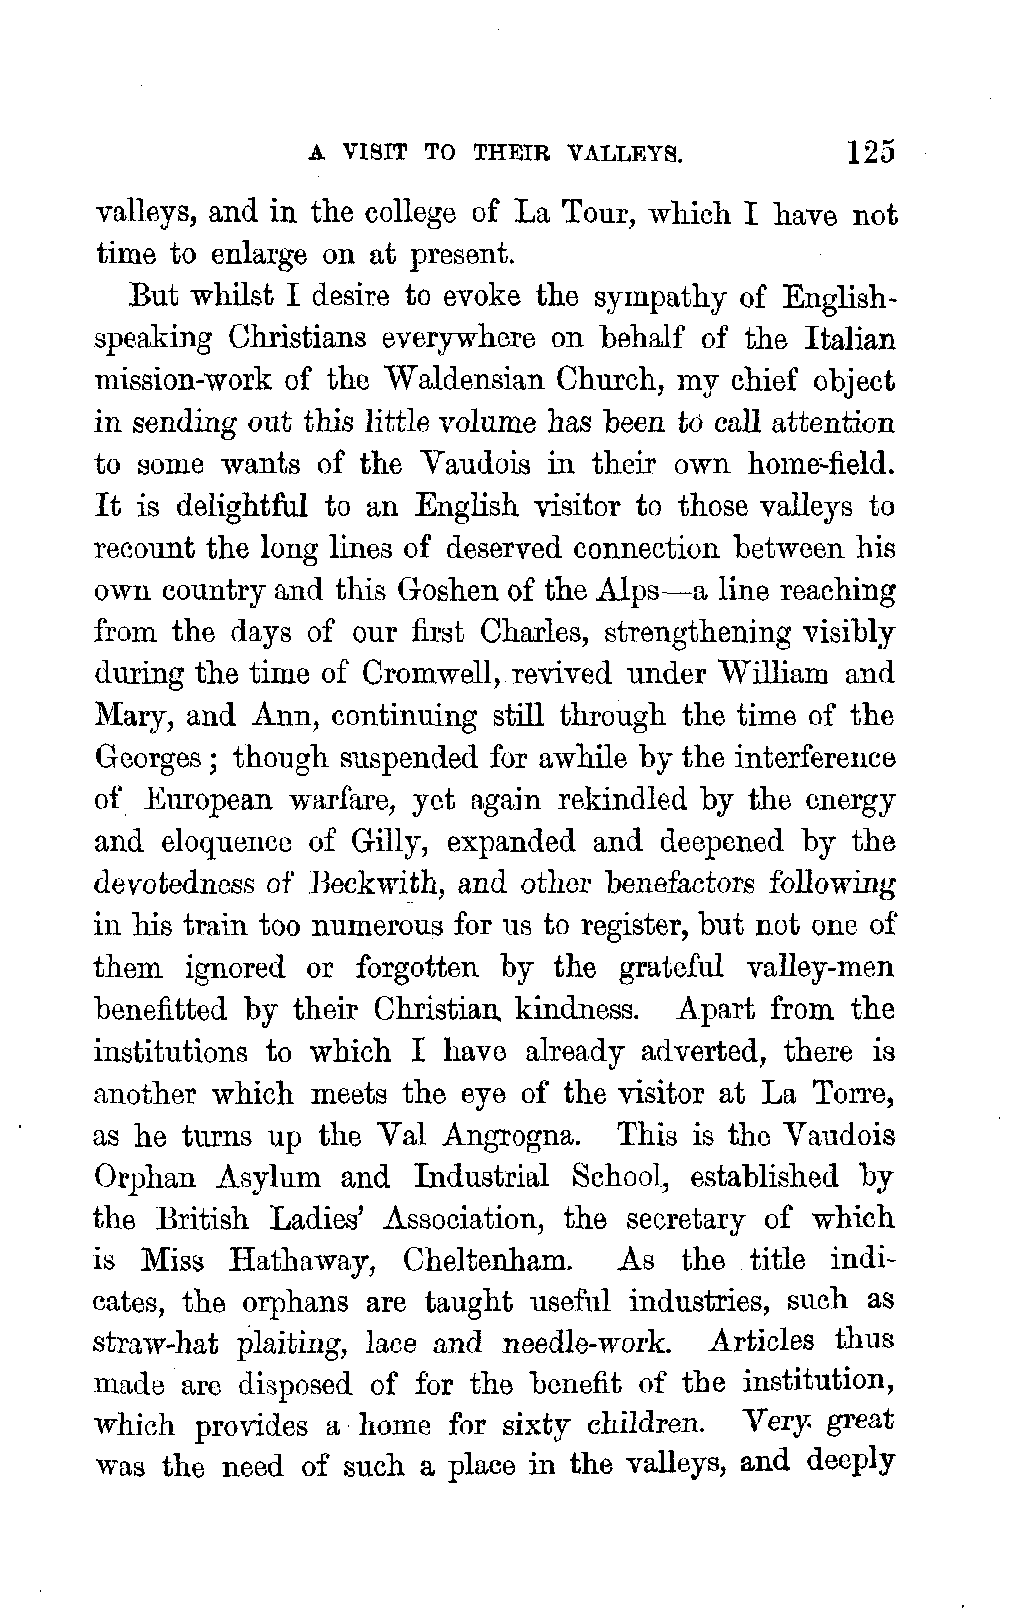 A VISIT TO THEIR VALLEYS. 125
valleys, and in the college of La Tour, which I have not
time to enlarge on at present.
But whilst I desire to evoke the sympathy of English-
speaking Christians everywhere on behalf of the Italian
mission-work of the Waldensian Church, my chief object
in sending out this little volume has been to call attention
to some wants of the Vaudois in their own home-field.
It is delightful to an English visitor to those valleys to
recount the long lines of deserved connection between his
own country and this Goshen of the Alps—a line reaching
from the days of our first Charles, strengthening visibly
during the time of Cromwell, revived under William and
Mary, and Ann, continuing still through the time of the
Georges; though suspended for awhile by the interference
of European warfare, yet again rekindled by the energy
and eloquence of Gilly, expanded and deepened by the
devotedness of Beckwith, and other benefactors following
in his train too numerous for us to register, but not one of
them ignored or forgotten by the grateful valley-men
benefitted by their Christian kindness. Apart from the
institutions to which I have already adverted, there is
another which meets the eye of the visitor at La Torre,
as he turns up the Val Angrogna. This is the Vaudois
Orphan Asylum and Industrial School, established by
the British Ladies' Association, the secretary of which
is Miss Hathaway, Cheltenham. As the title indi-
cates, the orphans are taught useful industries, such as
straw-hat plaiting, lace and needle-work. Articles thus
made are disposed of for the benefit of the institution,
which provides a home for sixty children. Very great
was the need of such a place in the valleys, and deeply